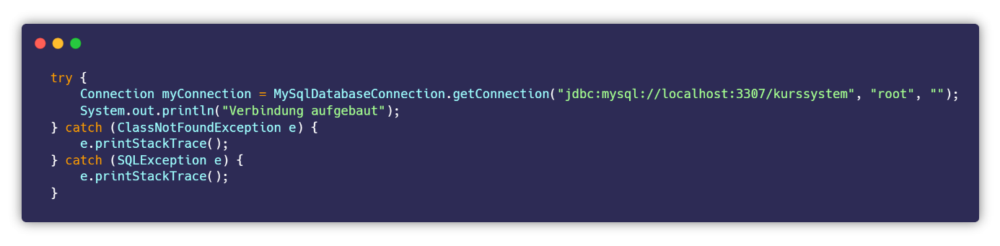 try {
    Connection myConnection = MySqlDatabaseConnection.getConnection("jdbc:mysql://localhost:3307/kurssystem", "root", "");
    System.out.println("Verbindung aufgebaut");
} catch (ClassNotFoundException e) {
    e.printStackTrace();
} catch (SQLException e) {
    e.printStackTrace();
}